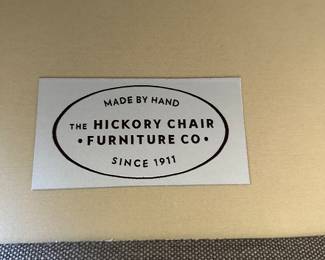 MADE BY HAND
THE HICKORY CHAIR
• FURNITURE CO •
SINCE 1911